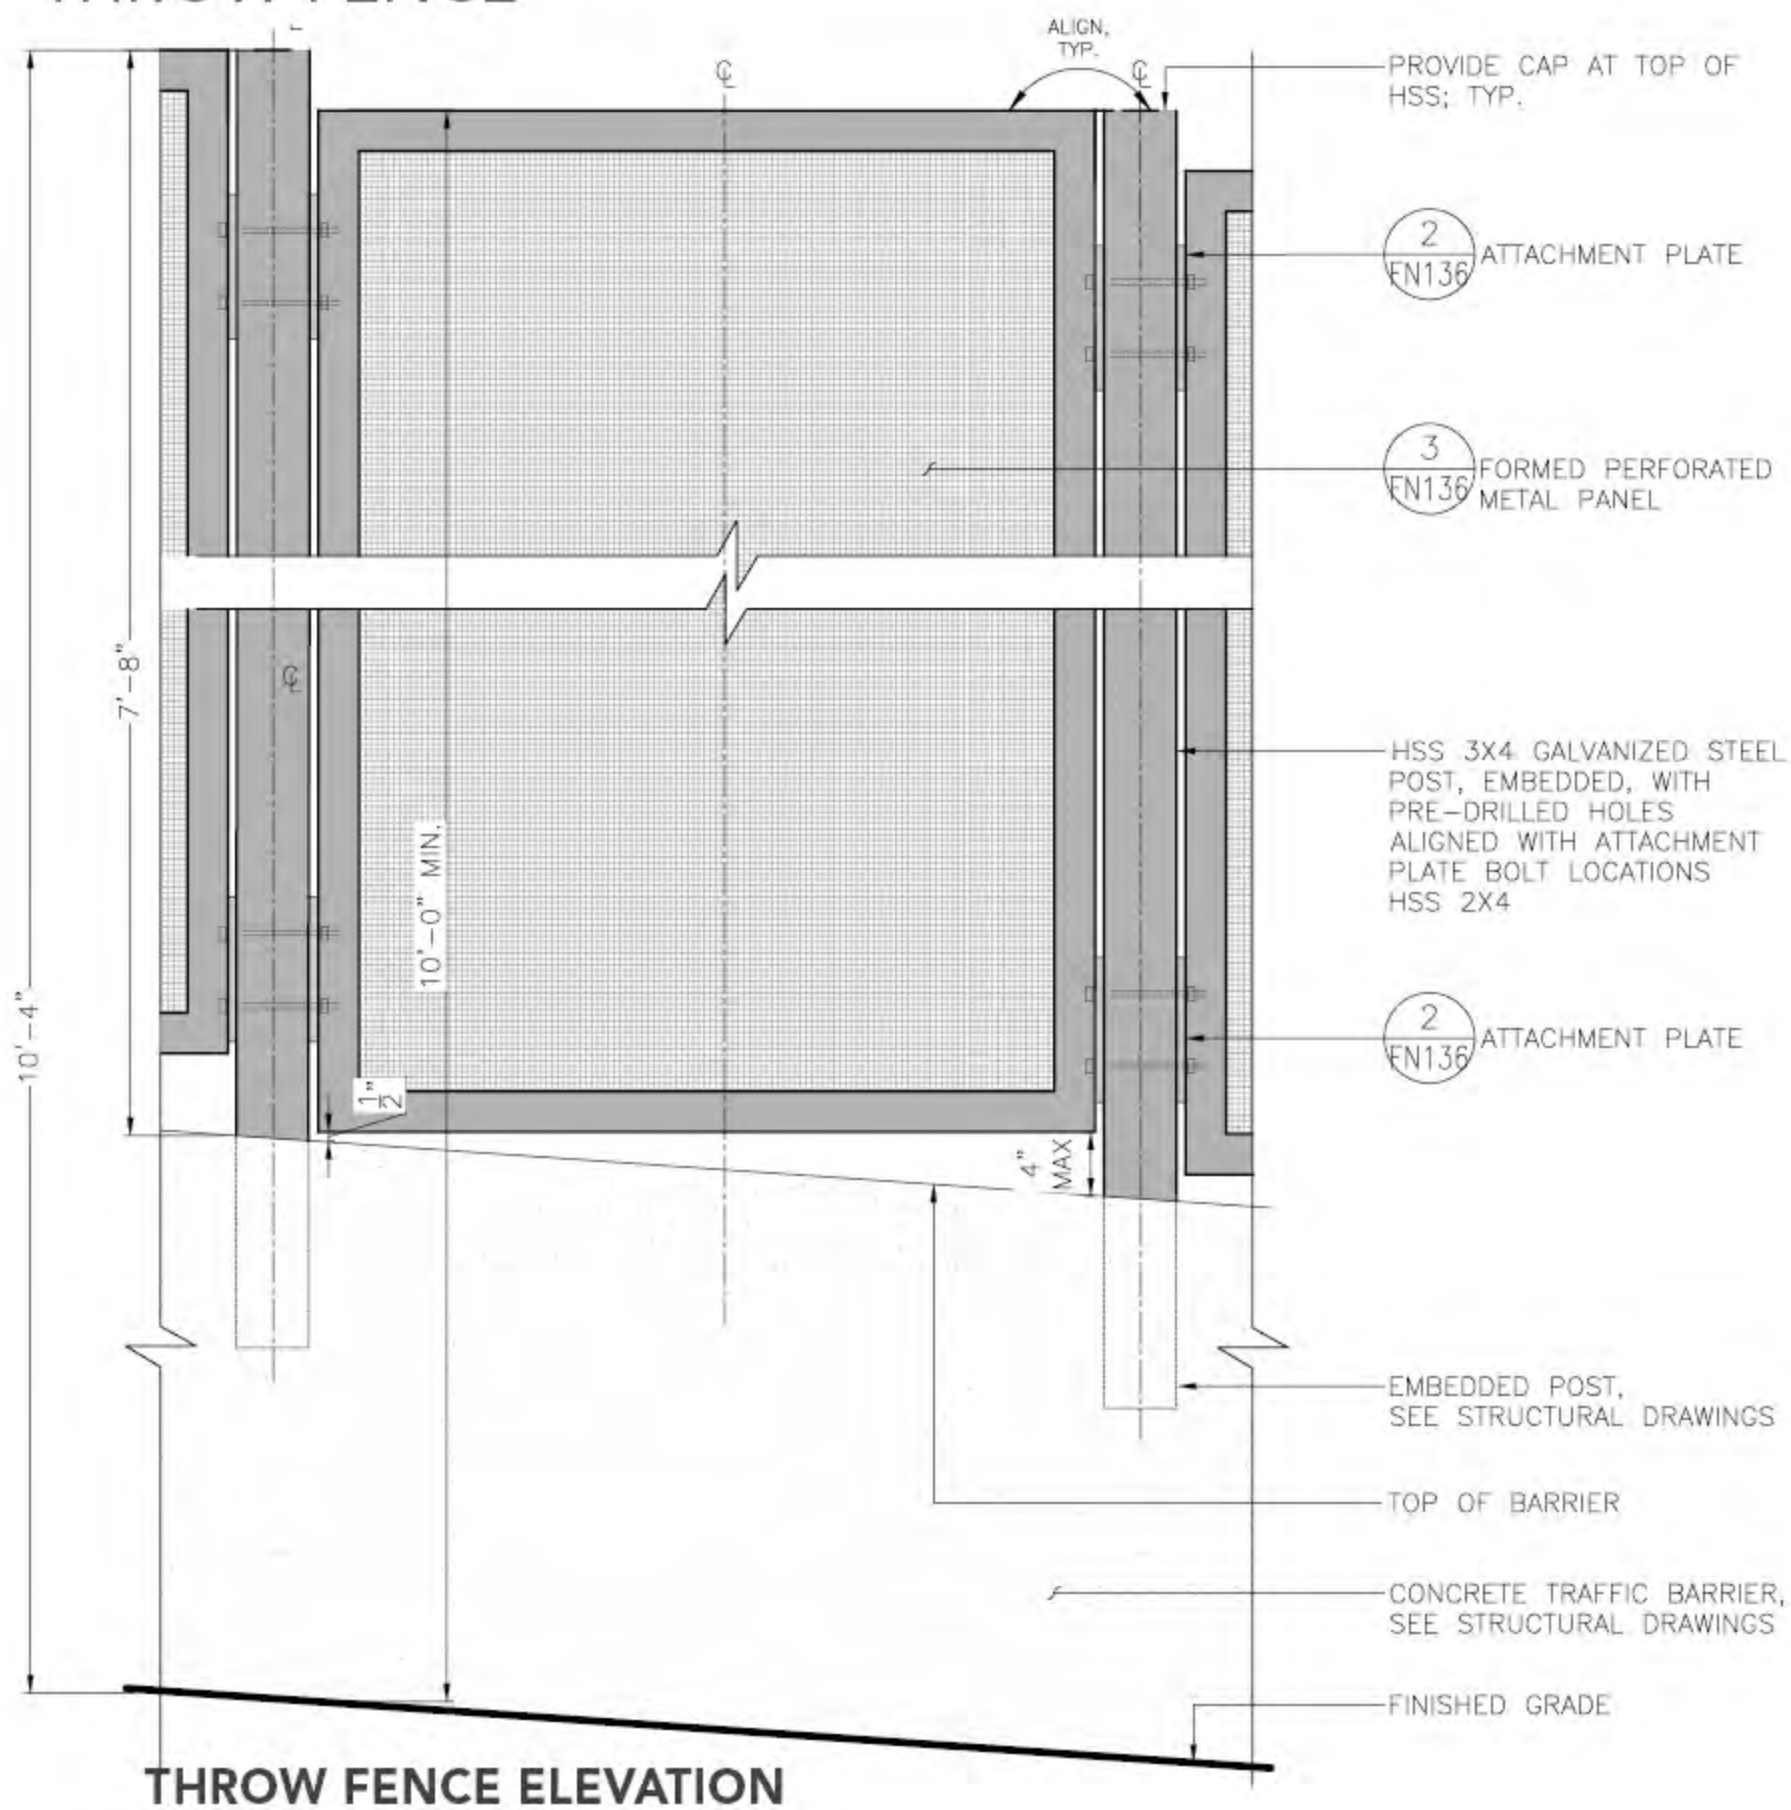 THROW FENCE
ALIGN,
TYP.
PROVIDE CAP AT TOP OF
HSS; TYP.
2
FN136
ATTACHMENT PLATE
3
FN136
FORMED PERFORATED
METAL PANEL
7'-8"
HSS 3X4 GALVANIZED STEEL
POST, EMBEDDED, WITH
PRE-DRILLED HOLES
ALIGNED WITH ATTACHMENT
PLATE BOLT LOCATIONS
HSS 2X4
10'-0" MIN.
10'-4"
2
FN136
ATTACHMENT PLATE
1"
2
4"
MAX
EMBEDDED POST,
SEE STRUCTURAL DRAWINGS
TOP OF BARRIER
CONCRETE TRAFFIC BARRIER,
SEE STRUCTURAL DRAWINGS
FINISHED GRADE
THROW FENCE ELEVATION